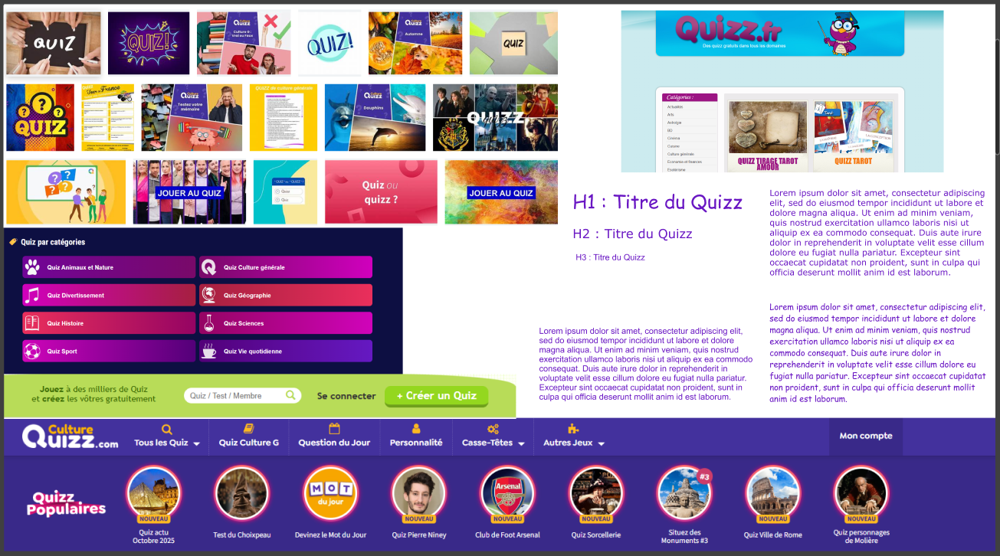 QUIZ
QUIZ!
Culture
Quizz
Culture G :
Vrai ou Faux
QUIZ!
Culture
Quizz
Automne
QUIZ
QUIZ
QUIZ
Tour de France
Culture
Quizz
Testez votre
mémoire
QUIZZ de culture générale
Culture
Quizz
Dauphins
QUIZZ
JOUER AU QUIZ
"QUIZ" ou "QUIZZ"
Quiz
Quizz
Quiz ou
quizz ?
JOUER AU QUIZ
Quizz.fr
Des quizz gratuits dans tous les domaines
Catégories :
Actualités
Arts
Astrolgie
BD
Cinéma
Cuisine
Culture générale
Economie et finances
Esotérisme
QUIZZ TIRAGE TAROT
AMOUR
QUIZZ TAROT
H1 : Titre du Quizz
H2 : Titre du Quizz
H3 : Titre du Quizz
Lorem ipsum dolor sit amet, consectetur adipiscing
elit, sed do eiusmod tempor incididunt ut labore et
dolore magna aliqua. Ut enim ad minim veniam,
quis nostrud exercitation ullamco laboris nisi ut
aliquip ex ea commodo consequat. Duis aute irure
dolor in reprehenderit in voluptate velit esse cillum
dolore eu fugiat nulla pariatur. Excepteur sint
occaecat cupidatat non proident, sunt in culpa qui
officia deserunt mollit anim id est laborum.
Lorem ipsum dolor sit amet, consectetur adipiscing elit,
sed do eiusmod tempor incididunt ut labore et dolore
magna aliqua. Ut enim ad minim veniam, quis nostrud
exercitation ullamco laboris nisi ut aliquip ex ea
commodo consequat. Duis aute irure dolor in
reprehenderit in voluptate velit esse cillum dolore eu
fugiat nulla pariatur. Excepteur sint occaecat cupidatat
non proident, sunt in culpa qui officia deserunt mollit
anim id est laborum.
Lorem ipsum dolor sit amet, consectetur adipiscing elit,
sed do eiusmod tempor incididunt ut labore et dolore
magna aliqua. Ut enim ad minim veniam, quis nostrud
exercitation ullamco laboris nisi ut aliquip ex ea commodo
consequat. Duis aute irure dolor in reprehenderit in
voluptate velit esse cillum dolore eu fugiat nulla pariatur.
Excepteur sint occaecat cupidatat non proident, sunt in
culpa qui officia deserunt mollit anim id est laborum.
Quiz par catégories
Quiz Animaux et Nature
Quiz Culture générale
Quiz Divertissement
Quiz Géographie
Quiz Histoire
Quiz Sciences
Quiz Sport
Quiz Vie quotidienne
Jouez à des milliers de Quiz
et créez les vôtres gratuitement
Quiz / Test / Membre
Se connecter
+ Créer un Quiz
Culture
Quizz.com
Tous les Quiz
Quiz Culture G
Question du Jour
Personnalité
Casse-Têtes
Autres Jeux
Mon compte
Quizz
Populaires
NOUVEAU
Quiz actu
Octobre 2025
Test du Choixpeau
MOT
du jour
Devinez le Mot du Jour
NOUVEAU
Quiz Pierre Niney
Arsenal
NOUVEAU
Club de Foot Arsenal
NOUVEAU
Quiz Sorcellerie
#3
NOUVEAU
Situez des
Monuments #3
NOUVEAU
Quiz Ville de Rome
NOUVEAU
Quiz personnages
de Molière